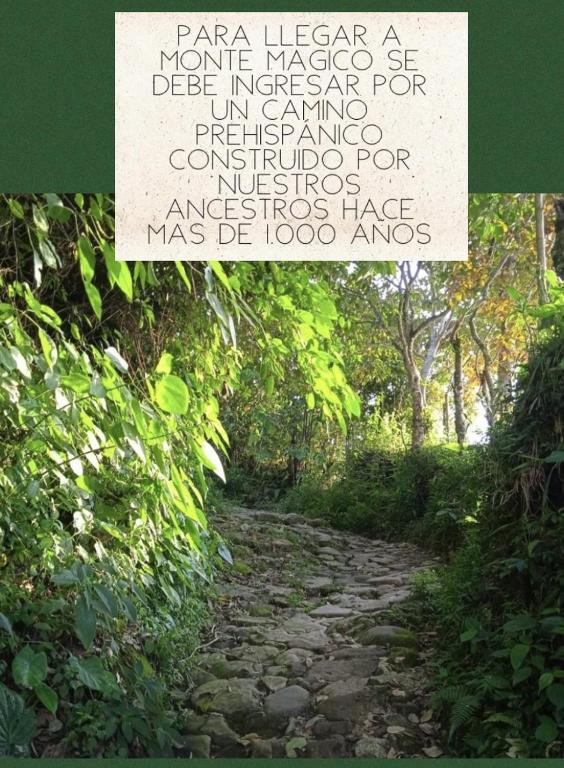 PARA LLEGAR A
MONTE MAGICO SE
DEBE INGRESAR POR
UN CAMINO
PREHISPÁNICO
CONSTRUIDO POR
NUESTROS
ANCESTROS HACE
MAS DE 1.000 AÑOS